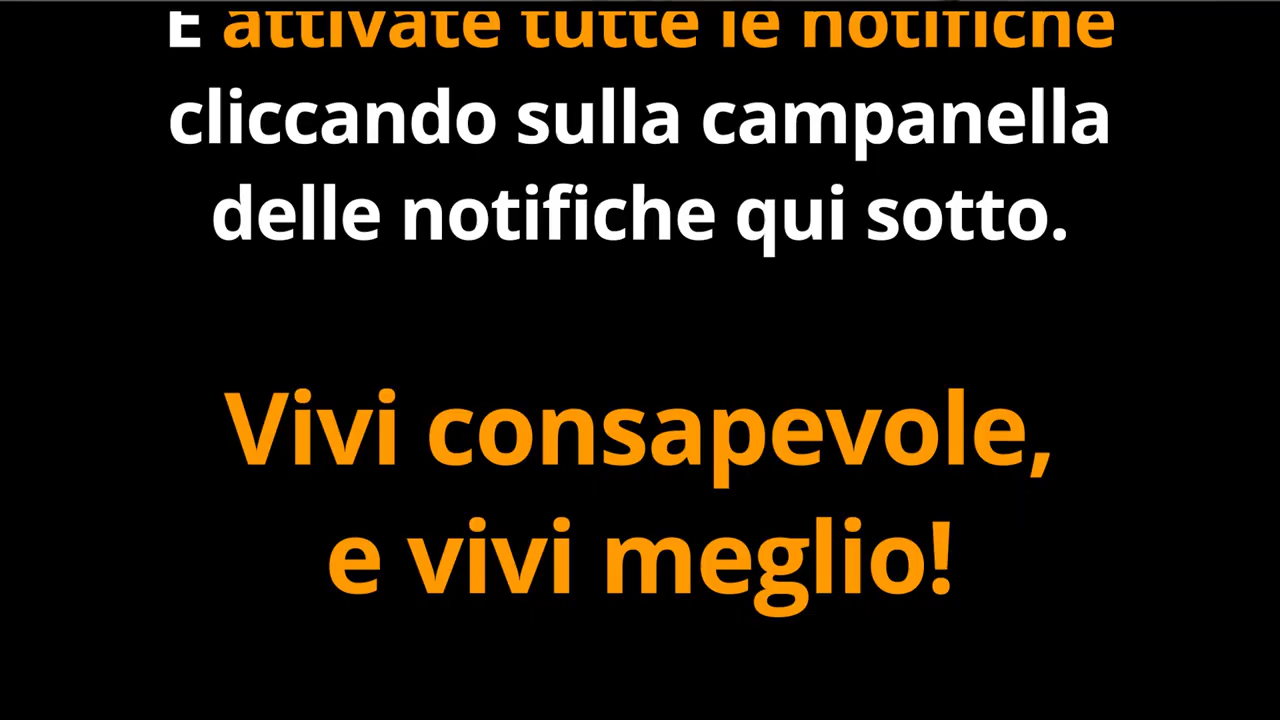 E attivate tutte le notifiche
cliccando sulla campanella
delle notifiche qui sotto.
Vivi consapevole,
e vivi meglio!